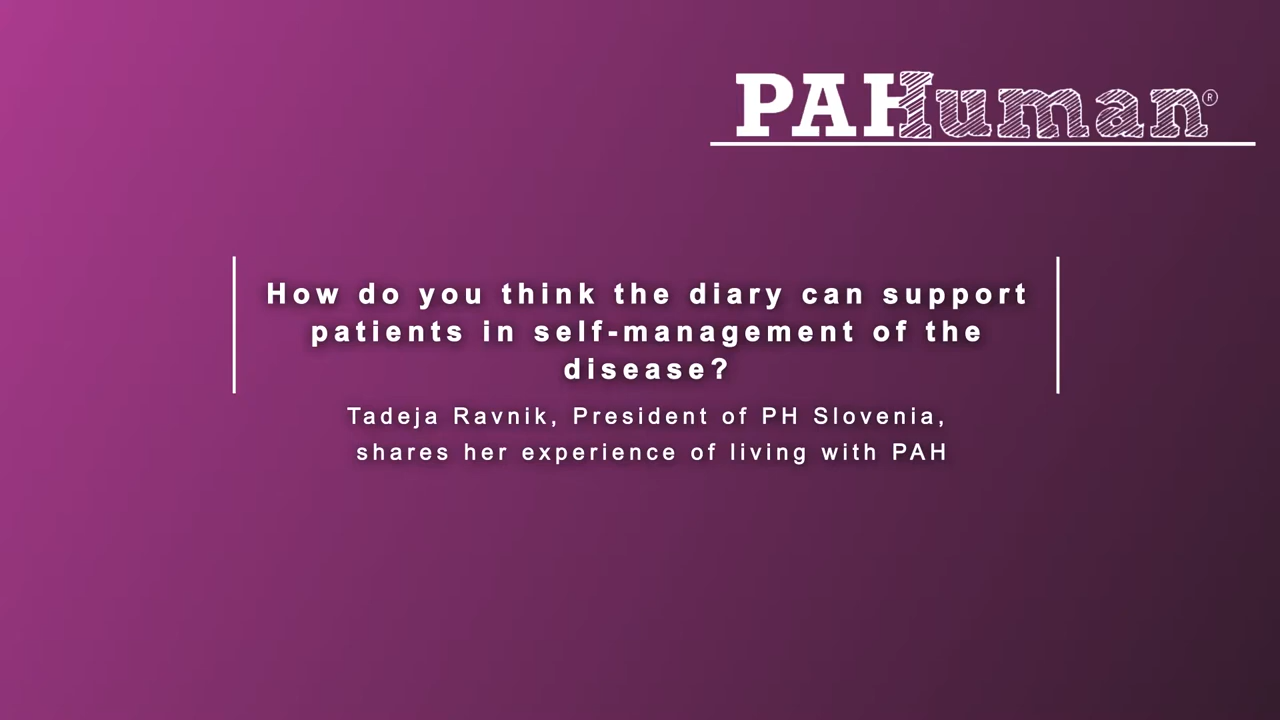 PAHuman®
How do you think the diary can support
patients in self-management of the
disease?
Tadeja Ravnik, President of PH Slovenia,
shares her experience of living with PAH